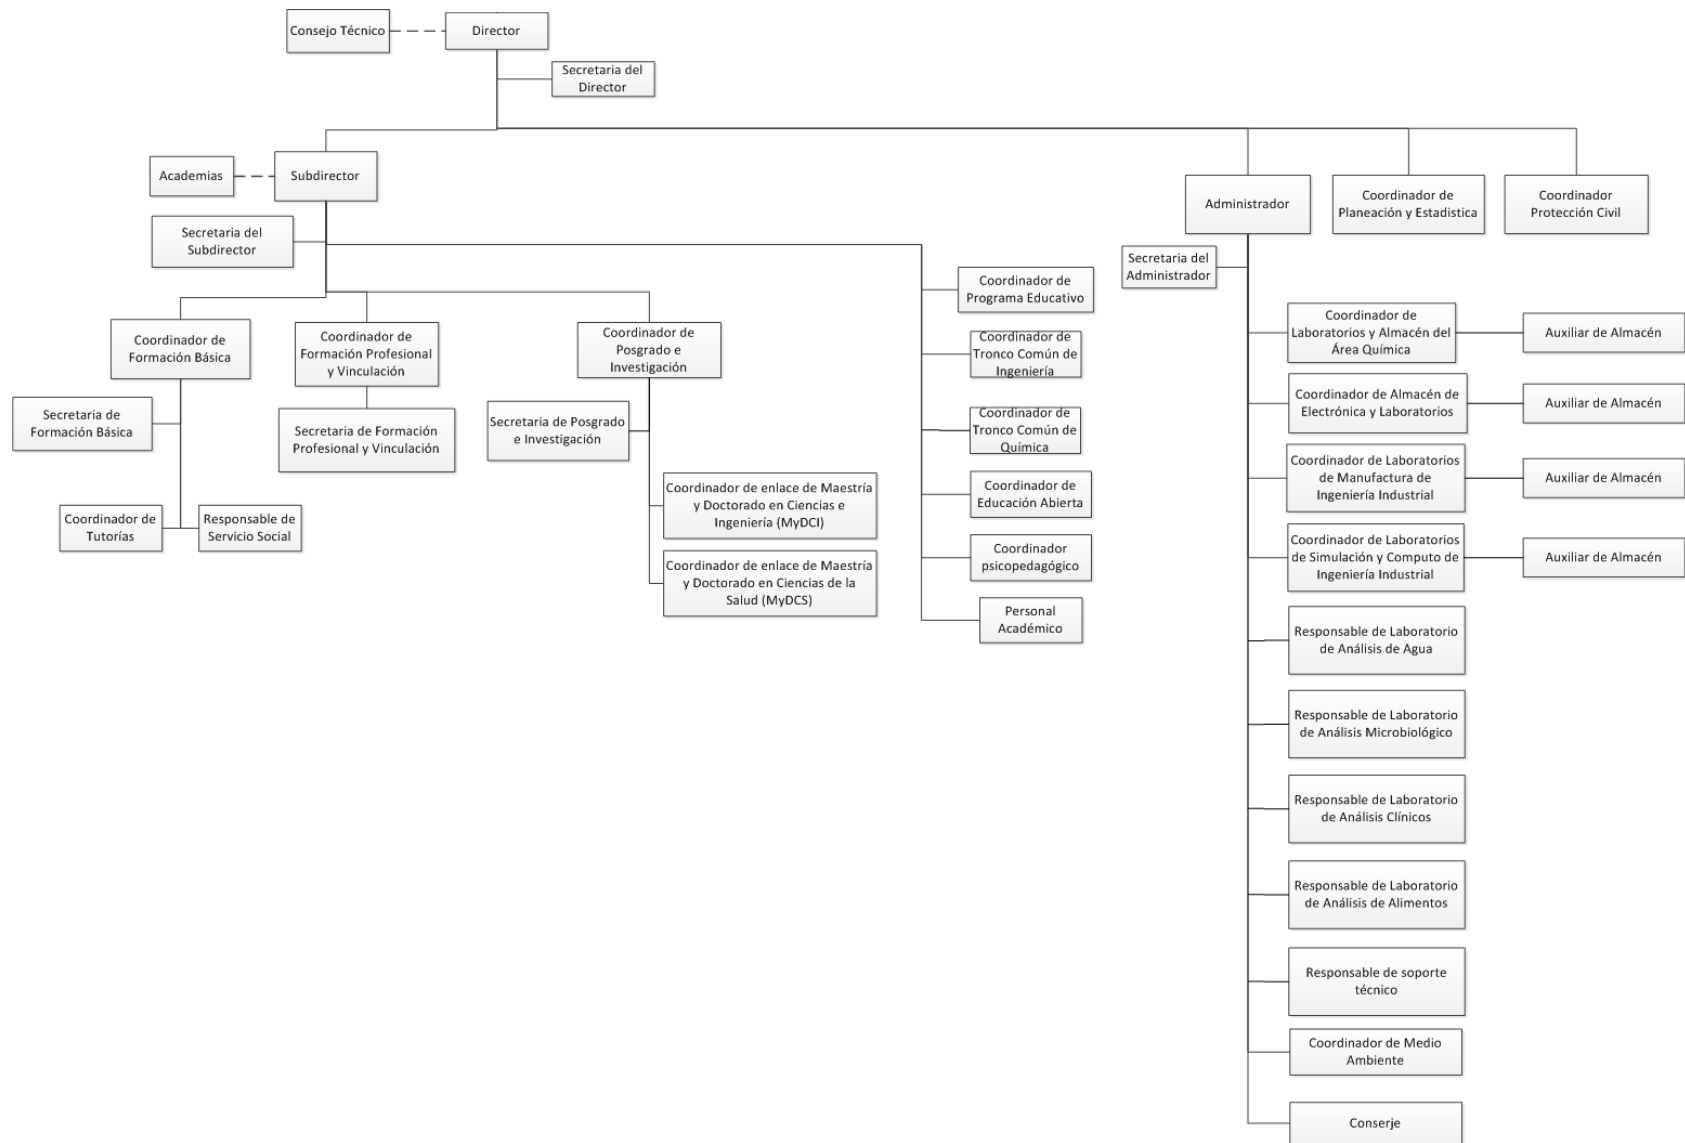 Consejo Técnico
Director
Secretaria del
Director
Academias
Subdirector
Administrador
Coordinador de
Planeación y Estadistica
Coordinador
Protección Civil
Secretaria del
Subdirector
Secretaria del
Administrador
Coordinador de
Formación Básica
Coordinador de
Formación Profesional
y Vinculación
Coordinador de
Posgrado e
Investigación
Secretaria de
Formación Básica
Secretaria de Formación
Profesional y Vinculación
Secretaria de Posgrado
e Investigación
Coordinador de
Tutorías
Responsable de
Servicio Social
Coordinador de enlace de Maestría
y Doctorado en Ciencias e
Ingeniería (MyDCI)
Coordinador de enlace de Maestría
y Doctorado en Ciencias de la
Salud (MyDCS)
Coordinador de
Programa Educativo
Coordinador de
Tronco Común de
Ingeniería
Coordinador de
Tronco Común de
Química
Coordinador de
Educación Abierta
Coordinador
psicopedagógico
Personal
Académico
Coordinador de
Laboratorios y Almacén del
Área Química
Auxiliar de Almacén
Coordinador de Almacén de
Electrónica y Laboratorios
Auxiliar de Almacén
Coordinador de Laboratorios
de Manufactura de
Ingeniería Industrial
Auxiliar de Almacén
Coordinador de Laboratorios
de Simulación y Computo de
Ingeniería Industrial
Auxiliar de Almacén
Responsable de Laboratorio
de Análisis de Agua
Responsable de Laboratorio
de Análisis Microbiológico
Responsable de Laboratorio
de Análisis Clínicos
Responsable de Laboratorio
de Análisis de Alimentos
Responsable de soporte
técnico
Coordinador de Medio
Ambiente
Conserje